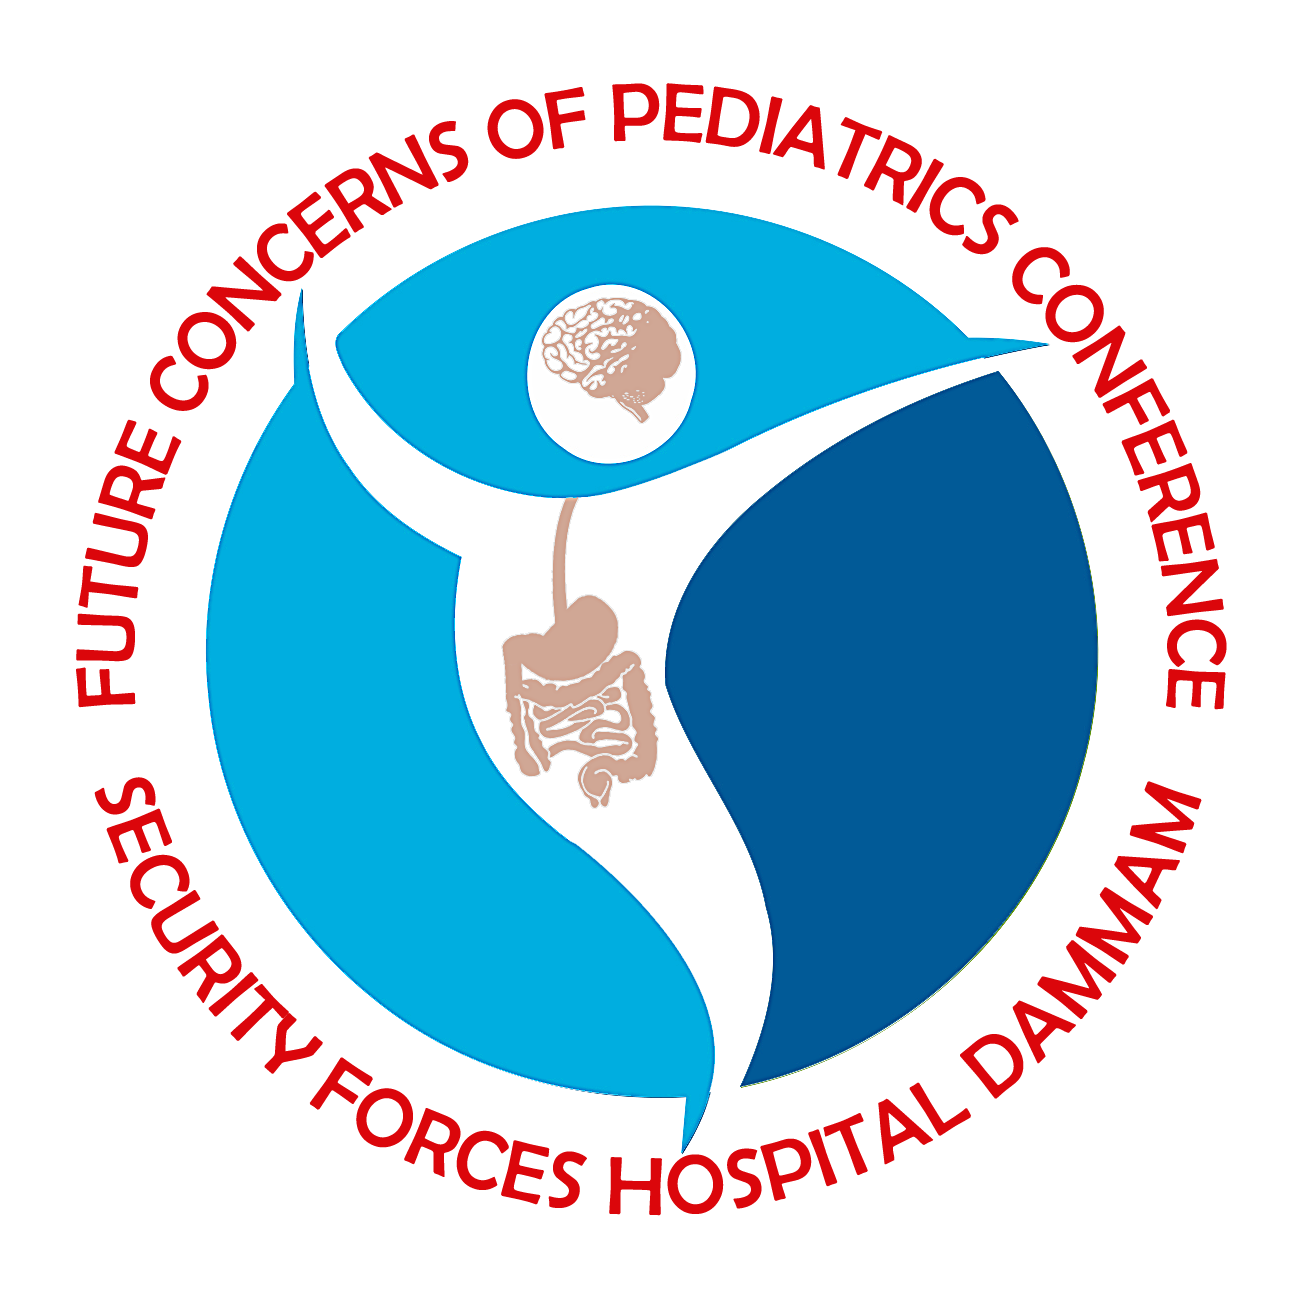 FUTURE CONCERNS OF PEDIATRICS CONFERENCE
SECURITY FORCES HOSPITAL DAMMAM